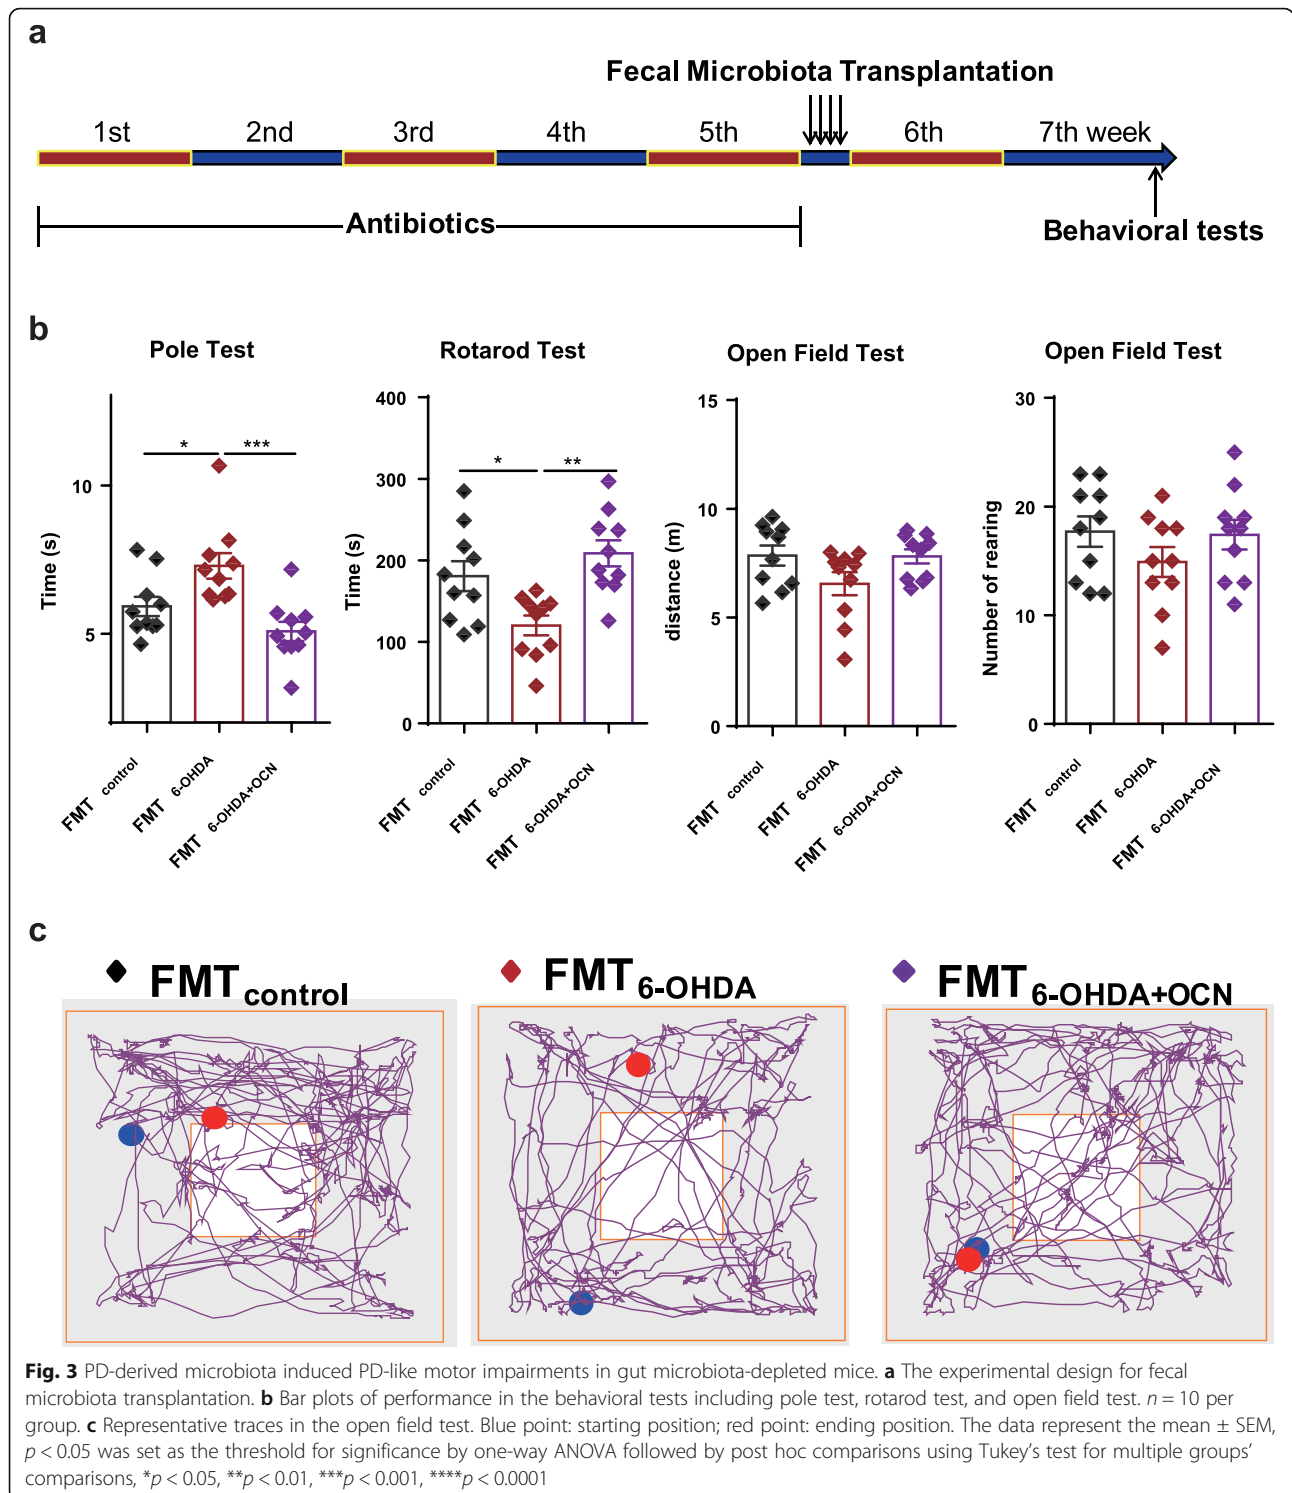 a
Fecal Microbiota Transplantation
1st 2nd 3rd 4th 5th 6th 7th week
Antibiotics
Behavioral tests
b
Pole Test
Time (s)
10
5
* ***
FMT control
FMT 6-OHDA
FMT 6-OHDA+OCN
Rotarod Test
Time (s)
400
300
200
100
0
* **
FMT control
FMT 6-OHDA
FMT 6-OHDA+OCN
Open Field Test
distance (m)
15
10
5
0
FMT control
FMT 6-OHDA
FMT 6-OHDA+OCN
Open Field Test
Number of rearing
30
20
10
0
FMT control
FMT 6-OHDA
FMT 6-OHDA+OCN
c
FMT control
FMT 6-OHDA
FMT 6-OHDA+OCN
Fig. 3 PD-derived microbiota induced PD-like motor impairments in gut microbiota-depleted mice. a The experimental design for fecal
microbiota transplantation. b Bar plots of performance in the behavioral tests including pole test, rotarod test, and open field test. n = 10 per
group. c Representative traces in the open field test. Blue point: starting position; red point: ending position. The data represent the mean ± SEM,
p < 0.05 was set as the threshold for significance by one-way ANOVA followed by post hoc comparisons using Tukey's test for multiple groups'
comparisons, *p < 0.05, **p < 0.01, ***p < 0.001, ****p < 0.0001